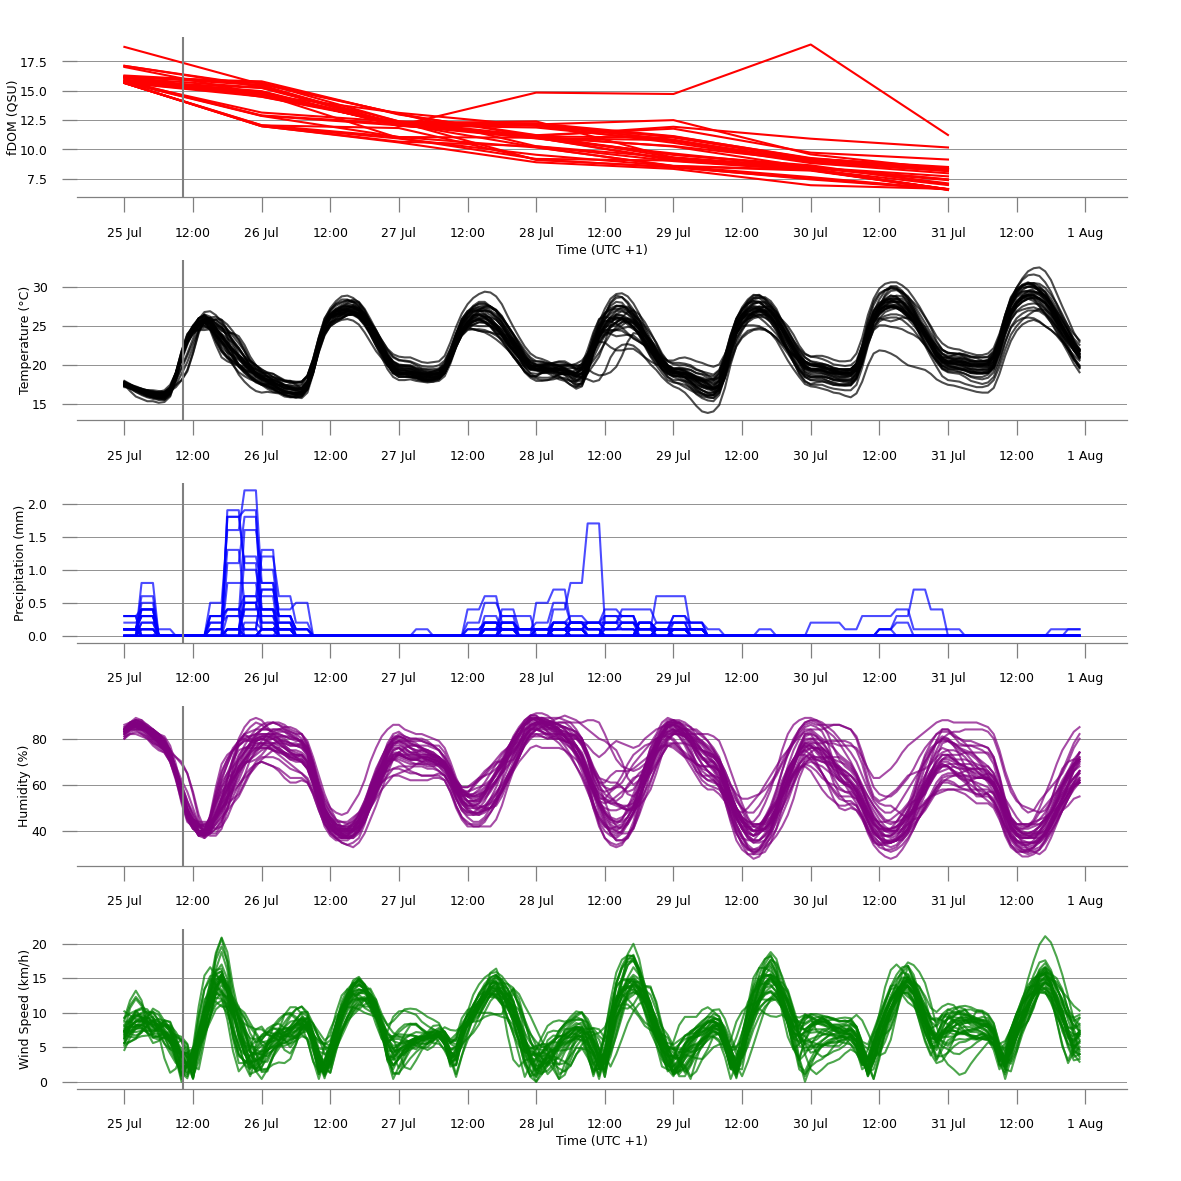 17.5
15.0
12.5
10.0
7.5
fDOM (QSU)
25 Jul 12:00 26 Jul 12:00 27 Jul 12:00 28 Jul 12:00 29 Jul 12:00 30 Jul 12:00 31 Jul 12:00 1 Aug
Time (UTC +1)
30
25
20
15
Temperature (°C)
25 Jul 12:00 26 Jul 12:00 27 Jul 12:00 28 Jul 12:00 29 Jul 12:00 30 Jul 12:00 31 Jul 12:00 1 Aug
2.0
1.5
1.0
0.5
0.0
Precipitation (mm)
25 Jul 12:00 26 Jul 12:00 27 Jul 12:00 28 Jul 12:00 29 Jul 12:00 30 Jul 12:00 31 Jul 12:00 1 Aug
80
60
40
Humidity (%)
25 Jul 12:00 26 Jul 12:00 27 Jul 12:00 28 Jul 12:00 29 Jul 12:00 30 Jul 12:00 31 Jul 12:00 1 Aug
20
15
10
5
0
Wind Speed (km/h)
25 Jul 12:00 26 Jul 12:00 27 Jul 12:00 28 Jul 12:00 29 Jul 12:00 30 Jul 12:00 31 Jul 12:00 1 Aug
Time (UTC +1)